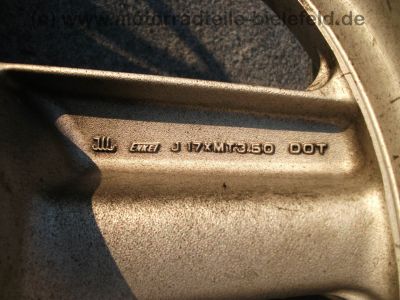 (c) www.motorradteile-bielefeld.de
ENKEI J 17XMT3.50 DOT